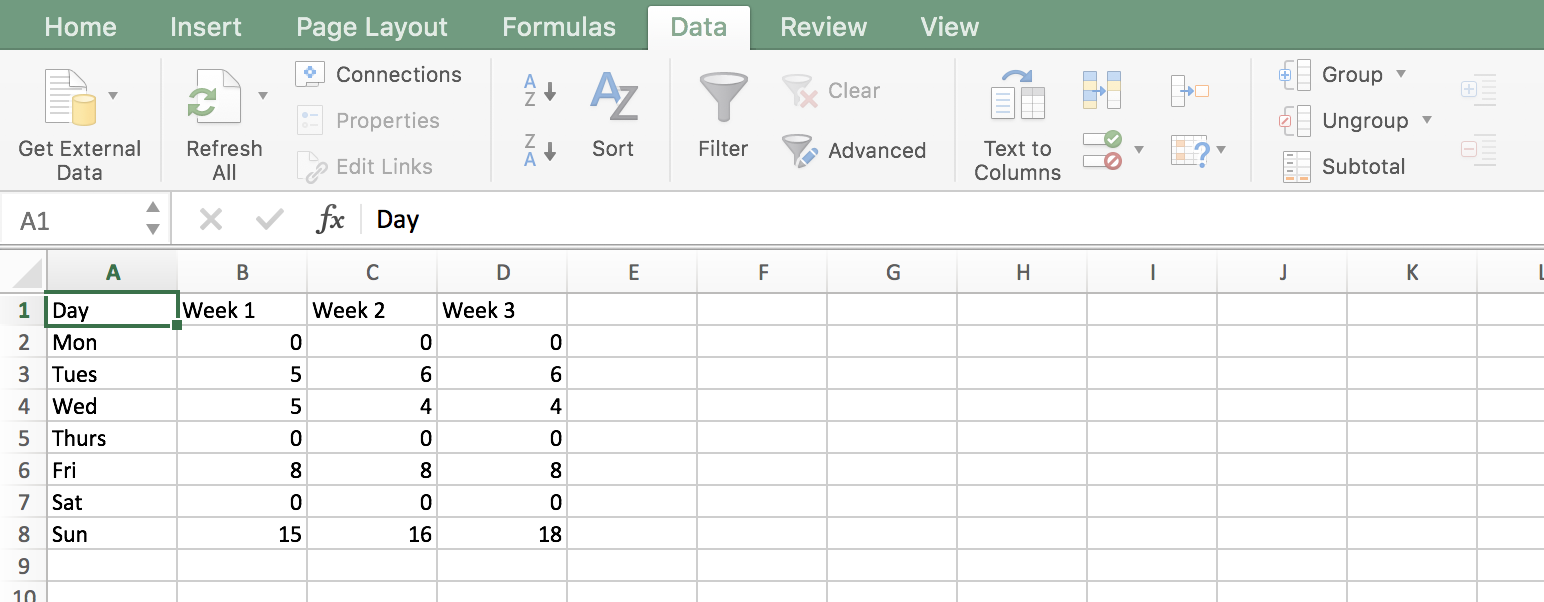 Home Insert Page Layout Formulas Data Review View
Get External Data
Refresh All
Connections
Properties
Edit Links
A Z
Z A
AZ
Sort
Filter
Clear
Advanced
Text to Columns
?
Group
Ungroup
Subtotal
A1 fx Day
A B C D E F G H I J K L
1 Day Week 1 Week 2 Week 3
2 Mon 0 0 0
3 Tues 5 6 6
4 Wed 5 4 4
5 Thurs 0 0 0
6 Fri 8 8 8
7 Sat 0 0 0
8 Sun 15 16 18
9
10